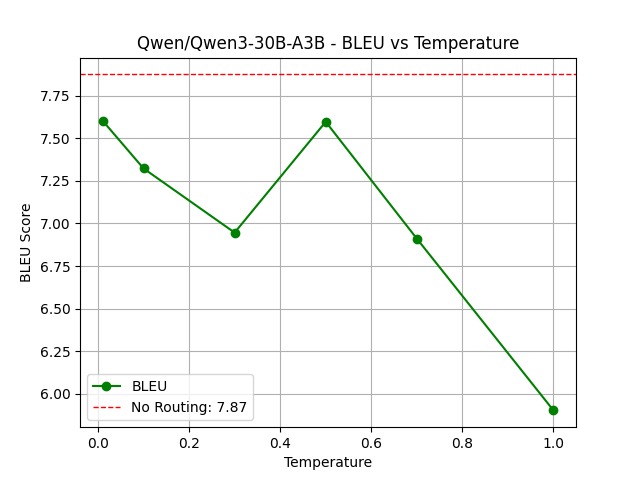 Qwen/Qwen3-30B-A3B - BLEU vs Temperature
BLEU Score
7.75
7.50
7.25
7.00
6.75
6.50
6.25
6.00
BLEU
No Routing: 7.87
0.0 0.2 0.4 0.6 0.8 1.0
Temperature